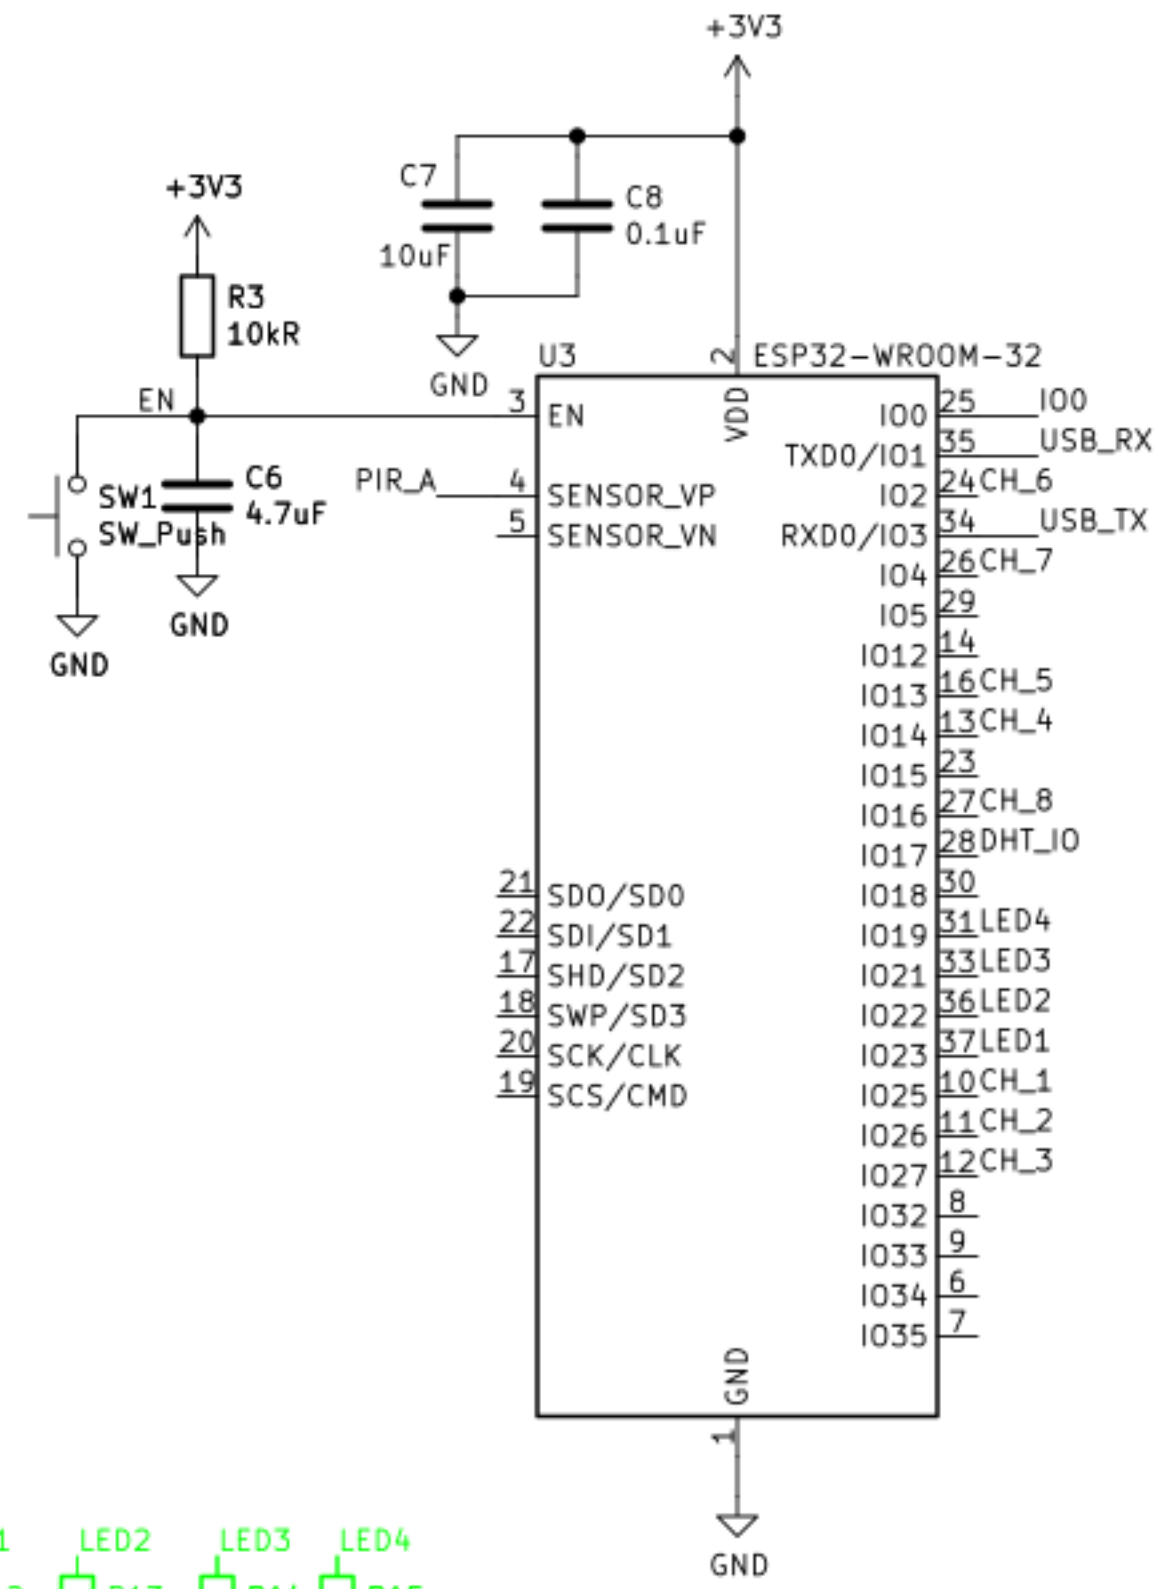 +3V3
C7
10uF
C8
0.1uF
GND
+3V3
R3
10kR
EN
SW1
SW_Push
C6
4.7uF
GND
GND
U3
ESP32-WROOM-32
2
VDD
3 EN
PIR_A 4 SENSOR_VP
5 SENSOR_VN
21 SDO/SD0
22 SDI/SD1
17 SHD/SD2
18 SWP/SD3
20 SCK/CLK
19 SCS/CMD
IO0 25 IO0
TXD0/IO1 35 USB_RX
IO2 24 CH_6
RXD0/IO3 34 USB_TX
IO4 26 CH_7
IO5 29
IO12 14
IO13 16 CH_5
IO14 13 CH_4
IO15 23
IO16 27 CH_8
IO17 28 DHT_IO
IO18 30
IO19 31 LED4
IO21 33 LED3
IO22 36 LED2
IO23 37 LED1
IO25 10 CH_1
IO26 11 CH_2
IO27 12 CH_3
IO32 8
IO33 9
IO34 6
IO35 7
GND
1
GND
LED2 LED3 LED4